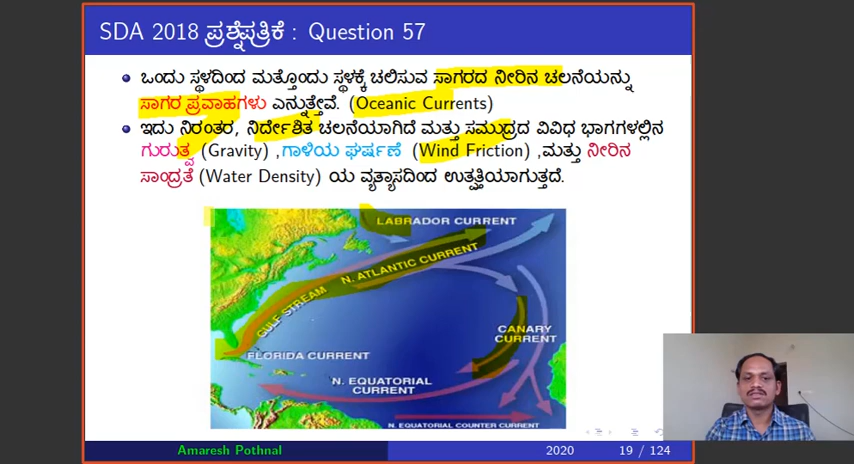 SDA 2018 ಪ್ರಶ್ನೆಪತ್ರಿಕೆ : Question 57
ಒಂದು ಸ್ಥಳದಿಂದ ಮತ್ತೊಂದು ಸ್ಥಳಕ್ಕೆ ಚಲಿಸುವ ಸಾಗರದ ನೀರಿನ ಚಲನೆಯನ್ನು
ಸಾಗರ ಪ್ರವಾಹಗಳು ಎನ್ನುತ್ತೇವೆ. (Oceanic Currents)
ಇದು ನಿರಂತರ, ನಿರ್ದೇಶಿತ ಚಲನೆಯಾಗಿದೆ ಮತ್ತು ಸಮುದ್ರದ ವಿವಿಧ ಭಾಗಗಳಲ್ಲಿನ
ಗುರುತ್ವ (Gravity) ,ಗಾಳಿಯ ಘರ್ಷಣೆ (Wind Friction) ,ಮತ್ತು ನೀರಿನ
ಸಾಂದ್ರತೆ (Water Density) ಯ ವ್ಯತ್ಯಾಸದಿಂದ ಉತ್ಪತ್ತಿಯಾಗುತ್ತದೆ.
LABRADOR CURRENT
N. ATLANTIC CURRENT
GULF STREAM
CANARY
CURRENT
FLORIDA CURRENT
N. EQUATORIAL
CURRENT
N. EQUATORIAL COUNTER CURRENT
Amaresh Pothnal 2020 19 / 124